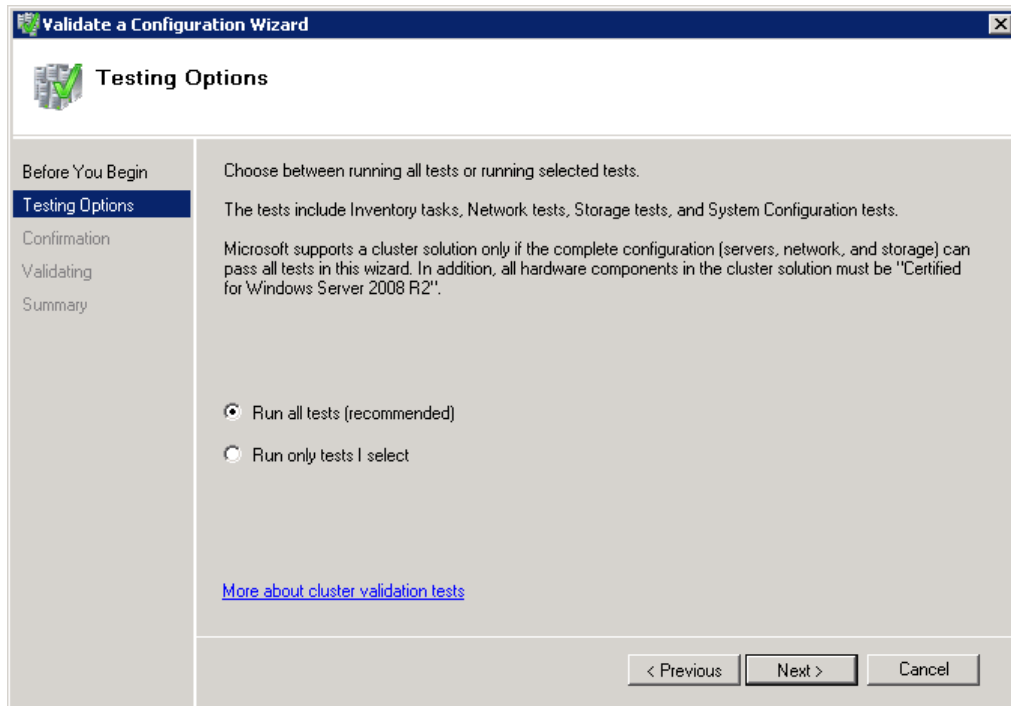 Validate a Configuration Wizard
Testing Options
Before You Begin
Testing Options
Confirmation
Validating
Summary
Choose between running all tests or running selected tests.
The tests include Inventory tasks, Network tests, Storage tests, and System Configuration tests.
Microsoft supports a cluster solution only if the complete configuration (servers, network, and storage) can
pass all tests in this wizard. In addition, all hardware components in the cluster solution must be "Certified
for Windows Server 2008 R2".
Run all tests (recommended)
Run only tests I select
More about cluster validation tests
< Previous
Next >
Cancel